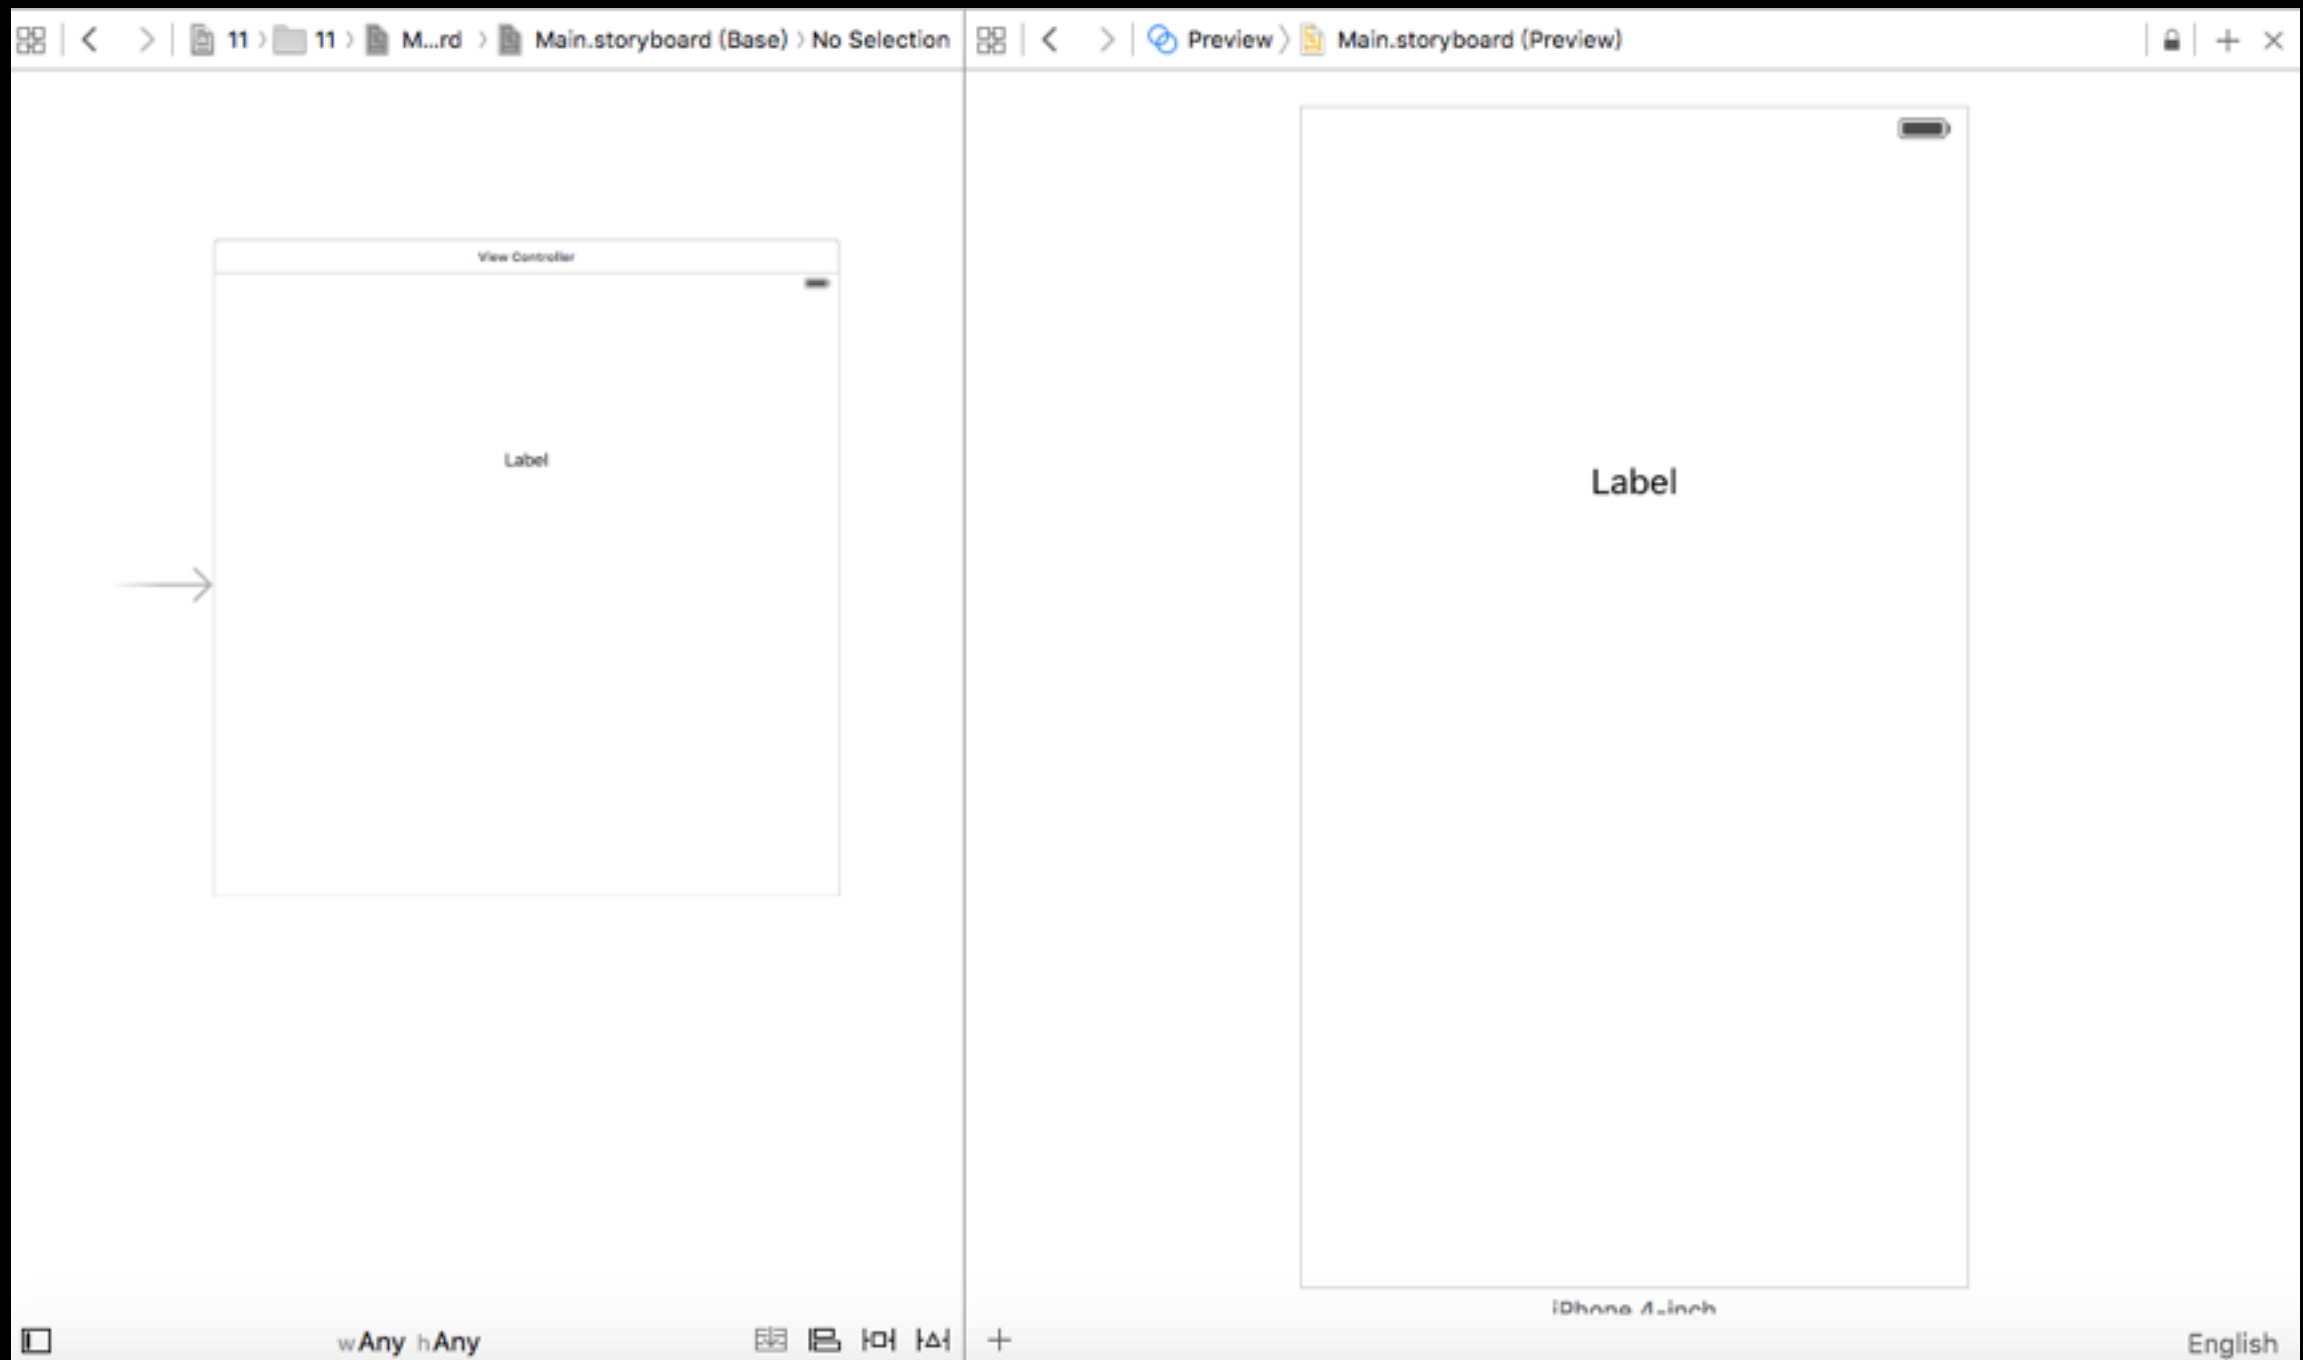 11 11 M...rd Main.storyboard (Base) No Selection
Preview Main.storyboard (Preview)
View Controller
Label
Label
iPhone 4-inch
wAny hAny
English